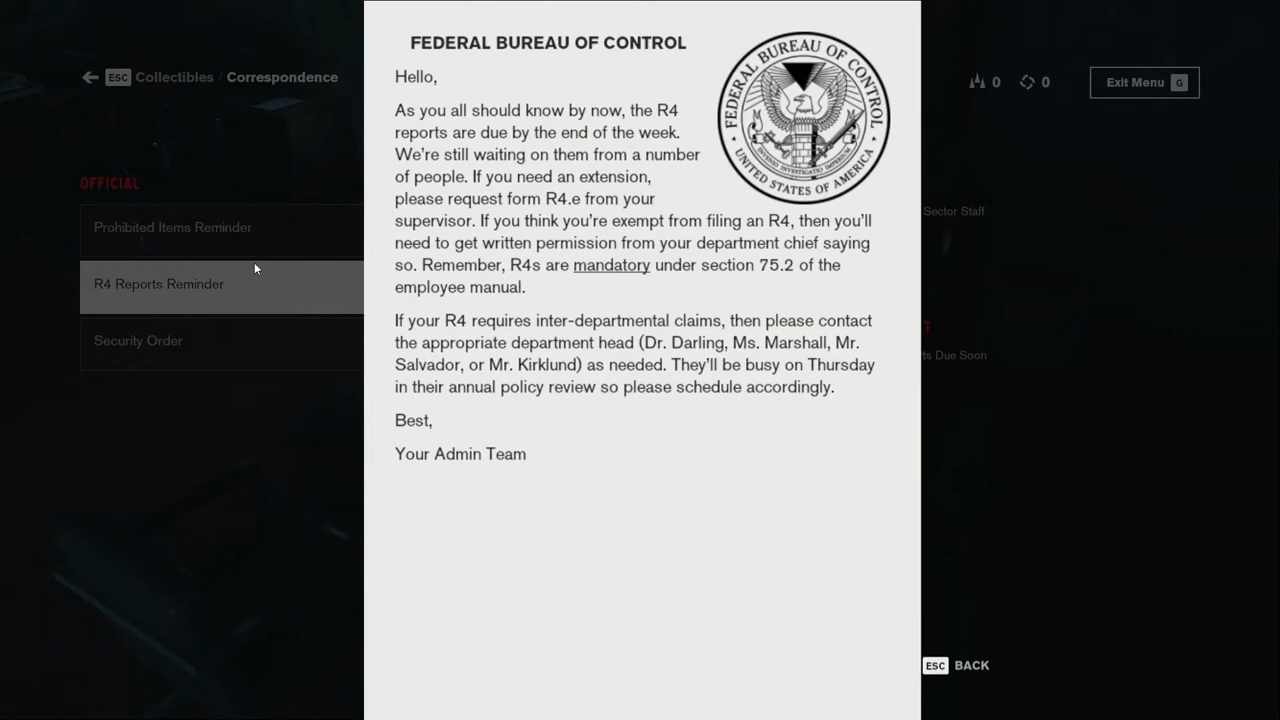 FEDERAL BUREAU OF CONTROL
FEDERAL BUREAU OF CONTROL
UNITED STATES OF AMERICA
ESC Collectibles / Correspondence
0 0
Exit Menu G
Hello,
As you all should know by now, the R4
reports are due by the end of the week.
We’re still waiting on them from a number
of people. If you need an extension,
please request form R4.e from your
supervisor. If you think you’re exempt from filing an R4, then you’ll
need to get written permission from your department chief saying
so. Remember, R4s are mandatory under section 75.2 of the
employee manual.
If your R4 requires inter-departmental claims, then please contact
the appropriate department head (Dr. Darling, Ms. Marshall, Mr.
Salvador, or Mr. Kirklund) as needed. They’ll be busy on Thursday
in their annual policy review so please schedule accordingly.
Best,
Your Admin Team
OFFICIAL
Prohibited Items Reminder
R4 Reports Reminder
Security Order
Sector Staff
T
ts Due Soon
ESC BACK